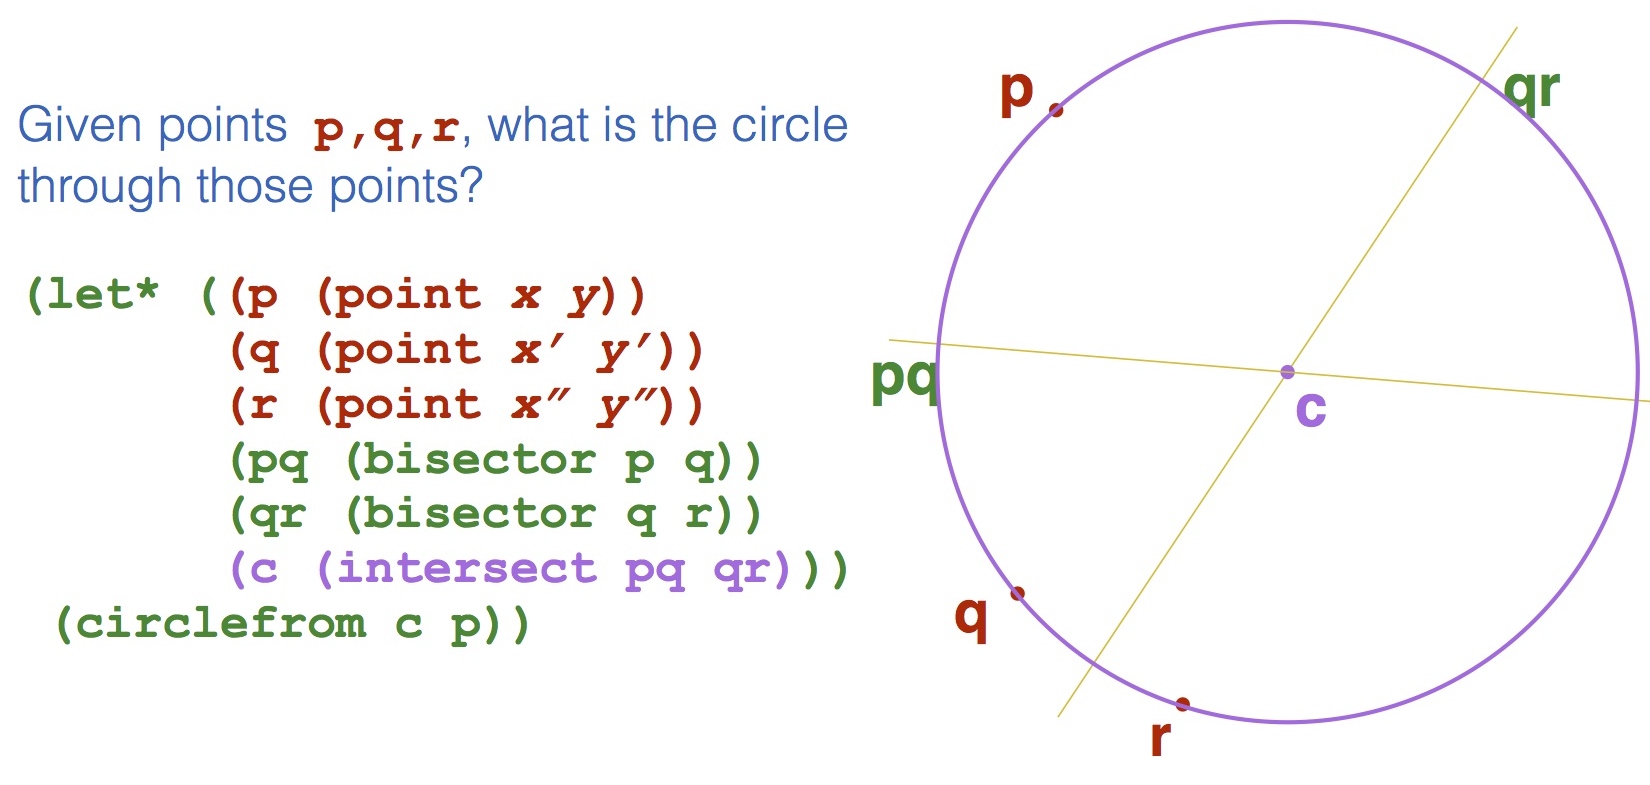 Given points p,q,r, what is the circle
through those points?
(let* ((p (point x y))
(q (point x′ y′))
(r (point x″ y″))
(pq (bisector p q))
(qr (bisector q r))
(c (intersect pq qr)))
(circlefrom c p))
p
qr
pq
c
q
r